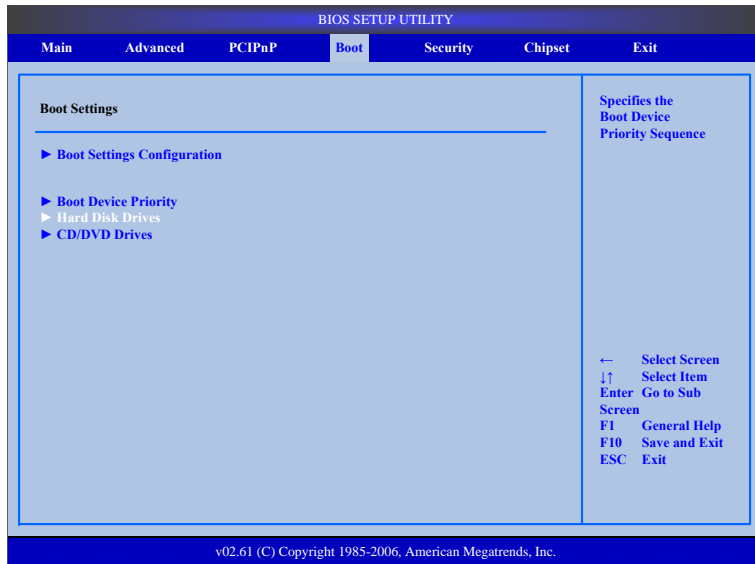 BIOS SETUP UTILITY
Main Advanced PCIPnP Boot Security Chipset Exit
Boot Settings
► Boot Settings Configuration
► Boot Device Priority
► Hard Disk Drives
► CD/DVD Drives
Specifies the
Boot Device
Priority Sequence
← Select Screen
↓↑ Select Item
Enter Go to Sub
Screen
F1 General Help
F10 Save and Exit
ESC Exit
v02.61 (C) Copyright 1985-2006, American Megatrends, Inc.